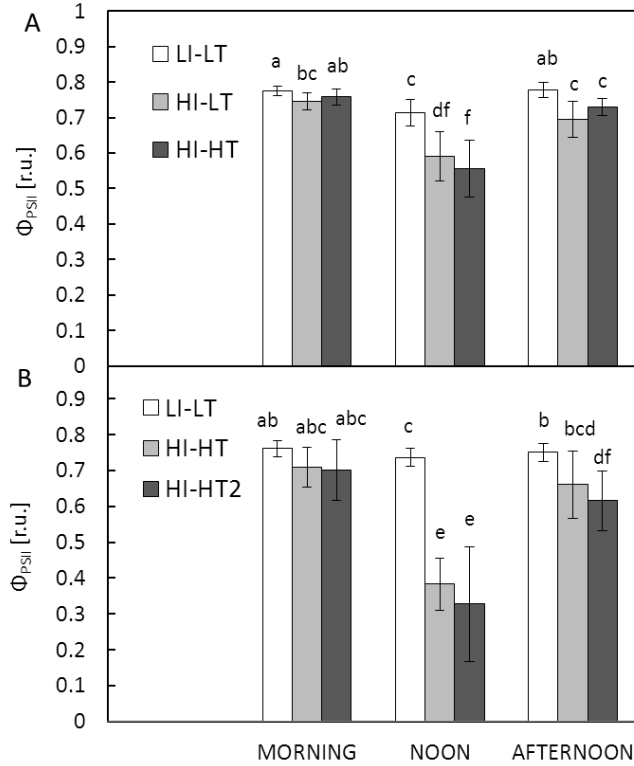 A
1
0.9
0.8
0.7
0.6
0.5
0.4
0.3
0.2
0.1
0
ΦPSII [r.u.]
LI-LT
HI-LT
HI-HT
a bc ab
c df f
ab c c
B
0.9
0.8
0.7
0.6
0.5
0.4
0.3
0.2
0.1
0
ΦPSII [r.u.]
LI-LT
HI-HT
HI-HT2
ab abc abc
c e e
b bcd df
MORNING NOON AFTERNOON